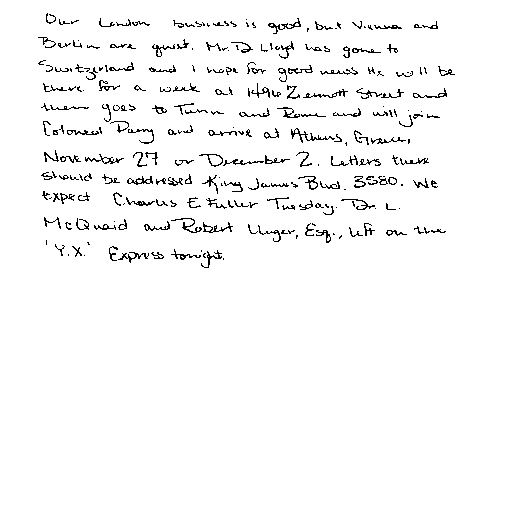 Our London business is good, but Vienna and
Berlin are quiet. Mr. D. Lloyd has gone to
Switzerland and I hope for good news. He will be
there for a week at 1496 Zermott Street and
then goes to Turin and Rome and will join
Colonel Parry and arrive at Athens, Greece,
November 27 or December 2. Letters there
should be addressed King James Blvd. 3580. We
expect Charles E Fuller Tuesday. Dr. L.
McQuaid and Robert Unger, Esq., left on the
'Y.X.' Express tonight.